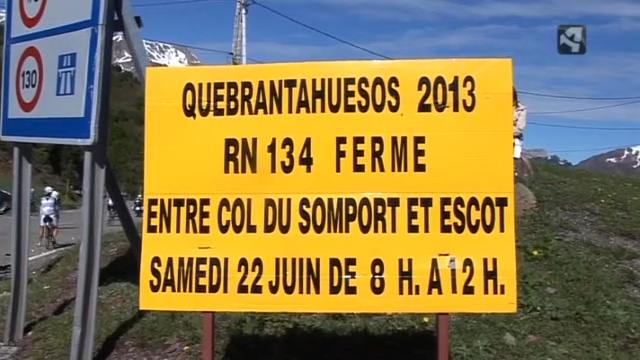 130
QUEBRANTAHUESOS 2013
RN 134 FERME
ENTRE COL DU SOMPORT ET ESCOT
SAMEDI 22 JUIN DE 8 H. A 12 H.